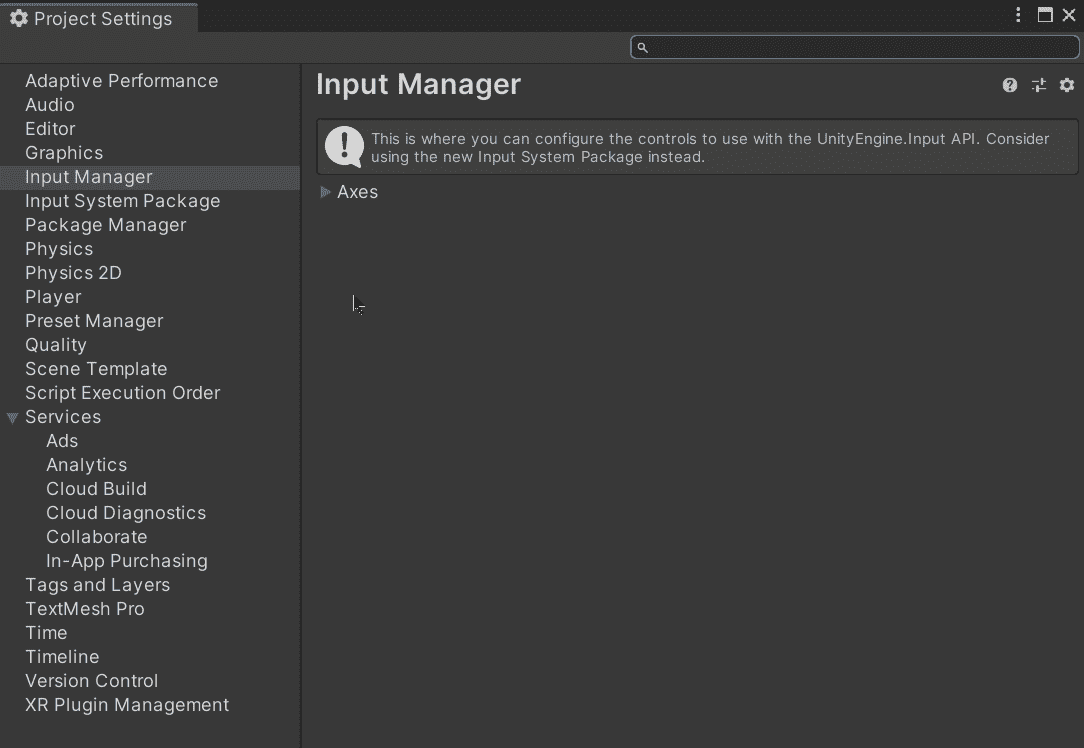 Project Settings
Adaptive Performance
Audio
Editor
Graphics
Input Manager
Input System Package
Package Manager
Physics
Physics 2D
Player
Preset Manager
Quality
Scene Template
Script Execution Order
Services
Ads
Analytics
Cloud Build
Cloud Diagnostics
Collaborate
In-App Purchasing
Tags and Layers
TextMesh Pro
Time
Timeline
Version Control
XR Plugin Management
Input Manager
This is where you can configure the controls to use with the UnityEngine.Input API. Consider
using the new Input System Package instead.
Axes